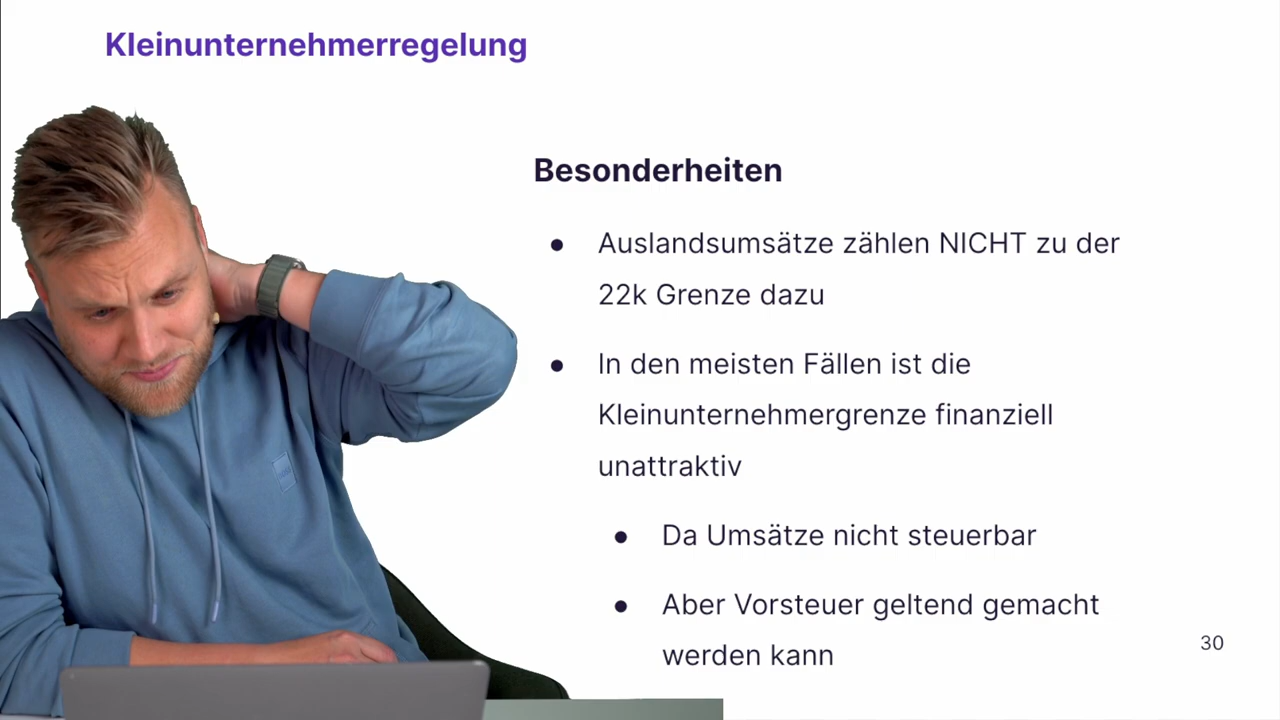 Kleinunternehmerregelung
Besonderheiten
● Auslandsumsätze zählen NICHT zu der
22k Grenze dazu
● In den meisten Fällen ist die
Kleinunternehmergrenze finanziell
unattraktiv
● Da Umsätze nicht steuerbar
● Aber Vorsteuer geltend gemacht
werden kann
30